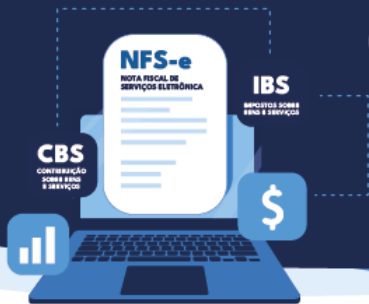 NFS-e
NOTA FISCAL DE
SERVIÇOS ELETRÔNICA
IBS
IMPOSTOS SOBRE
BENS E SERVIÇOS
CBS
CONTRIBUIÇÃO
SOBRE BENS
E SERVIÇOS
$